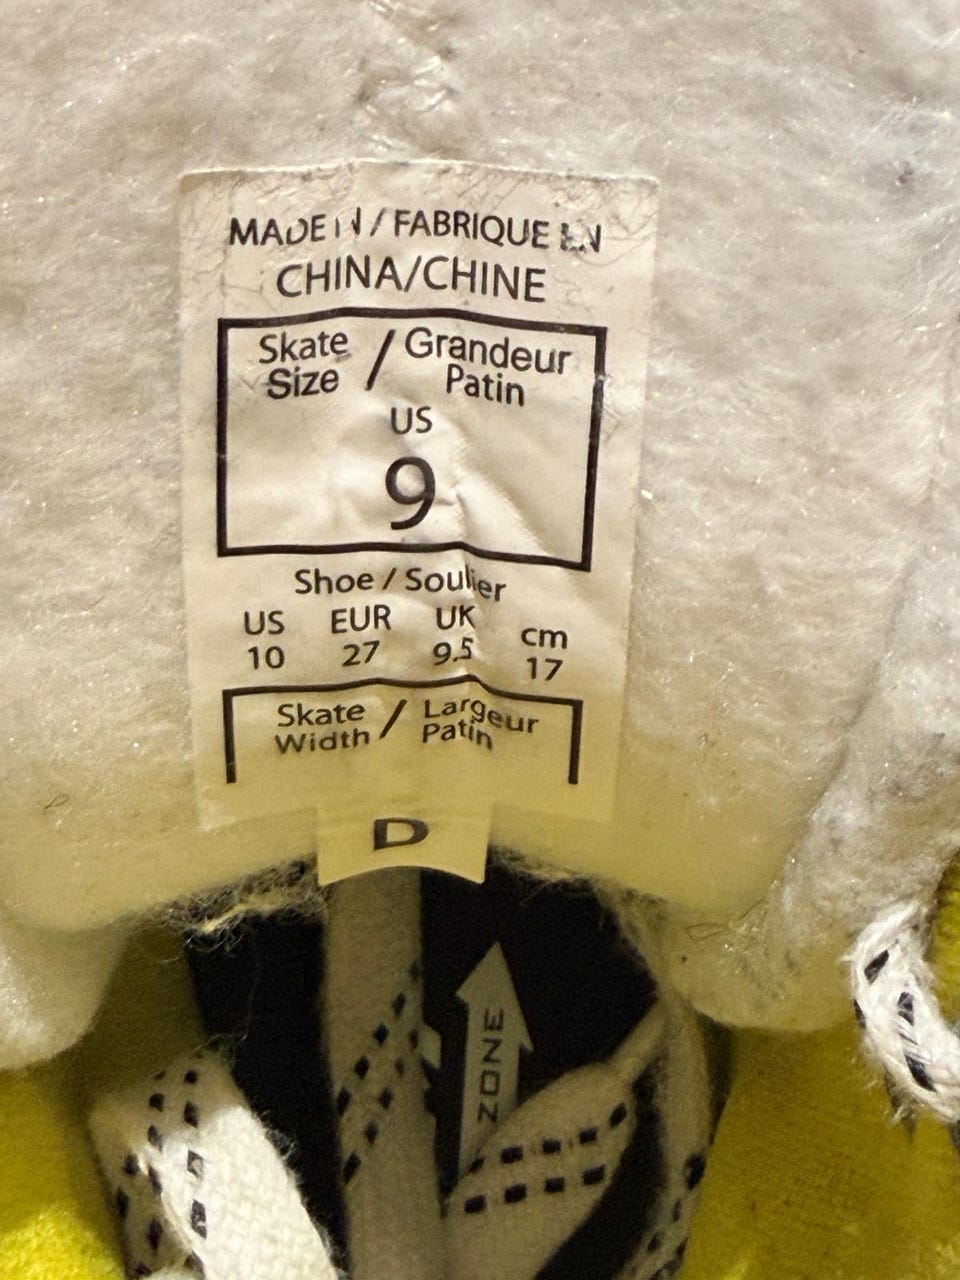 MADE IN / FABRIQUE EN
CHINA/CHINE
Skate Size / Grandeur Patin
US
9
Shoe / Soulier
US EUR UK cm
10 27 9.5 17
Skate Width / Largeur Patin
D
ZONE